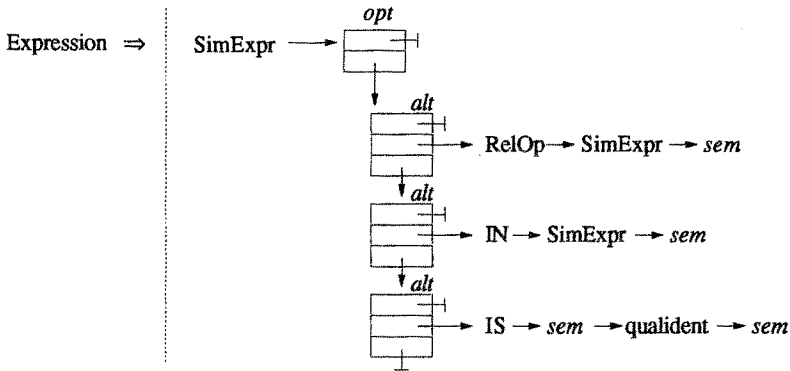 opt
Expression ⇒ SimExpr
alt
RelOp SimExpr sem
alt
IN SimExpr sem
alt
IS sem qualident sem